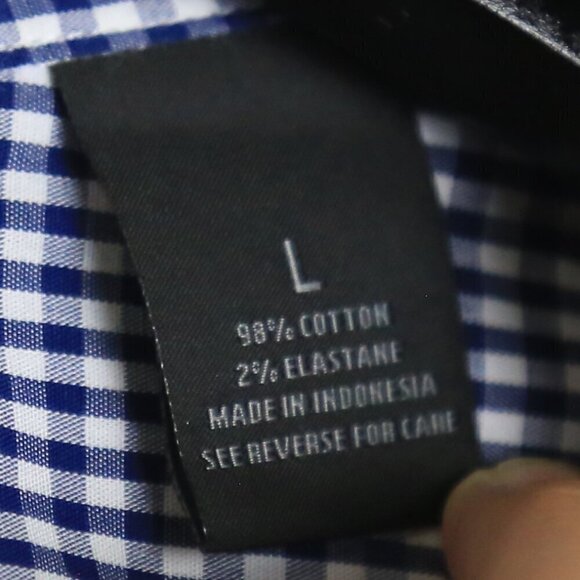 L
98% COTTON
2% ELASTANE
MADE IN INDONESIA
SEE REVERSE FOR CARE